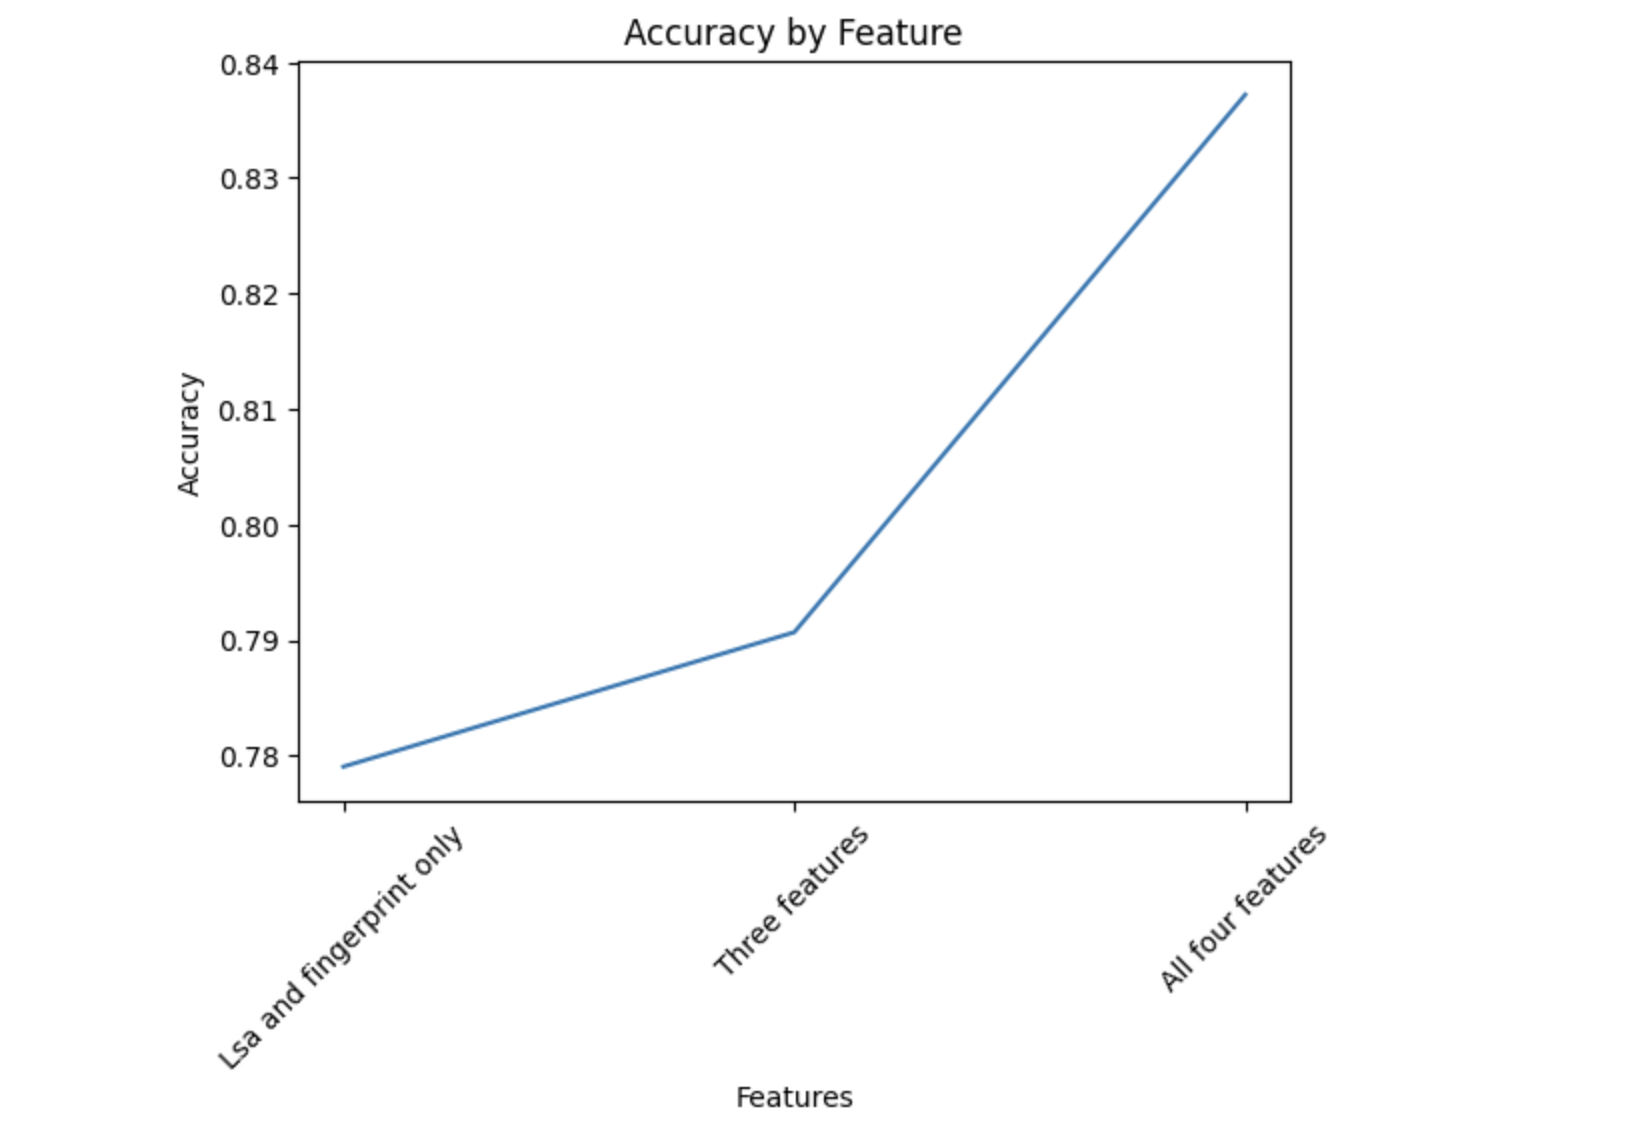 Accuracy by Feature
0.84
0.83
0.82
0.81
0.80
0.79
0.78
Accuracy
Lsa and fingerprint only
Three features
All four features
Features